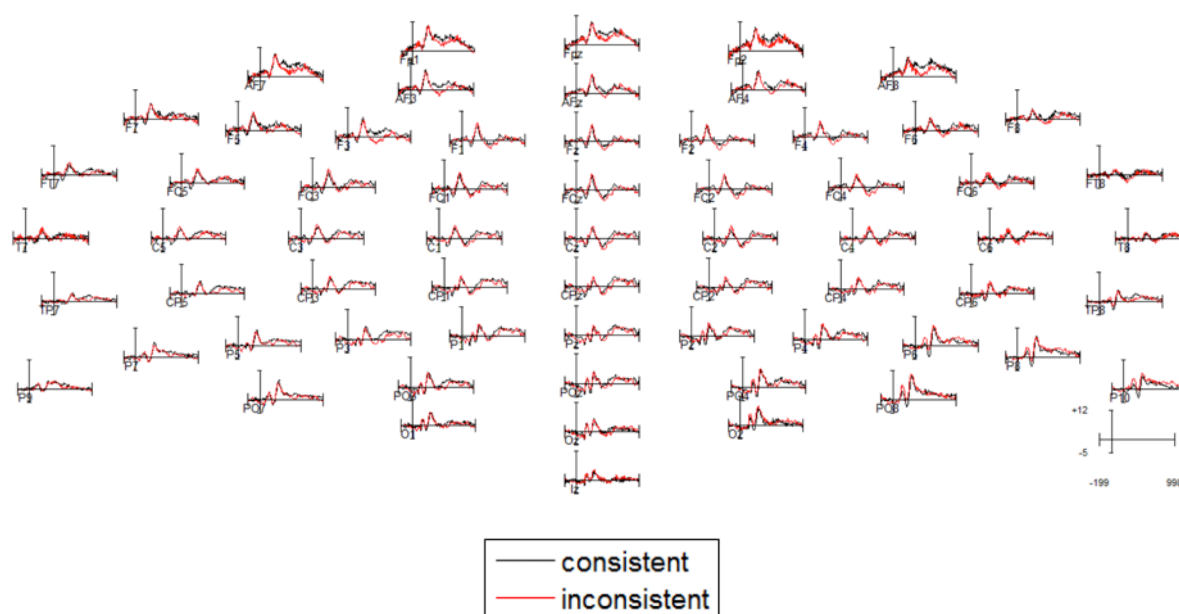 Fp1 Fpz Fp2
AF7 AF3 AFz AF4 AF8
F7 F5 F3 F1 Fz F2 F4 F6 F8
FT7 FC5 FC3 FC1 FCz FC2 FC4 FC6 FT8
T7 C5 C3 C1 Cz C2 C4 C6 T8
TP7 CP5 CP3 CP1 CPz CP2 CP4 CP6 TP8
P7 P5 P3 P1 Pz P2 P4 P6 P8
P9 PO7 PO3 POz PO4 PO8 P10
O1 Oz O2
Iz
+12
-5
-199 998
consistent
inconsistent